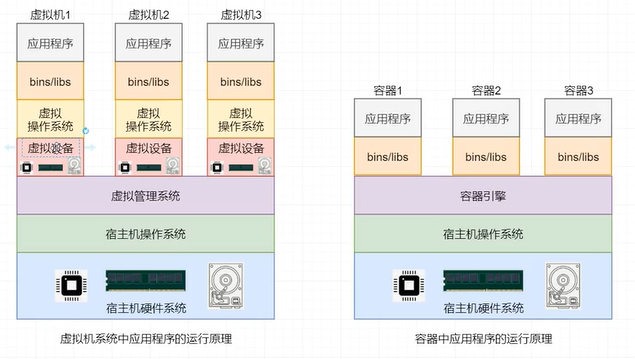 虚拟机1
虚拟机2
虚拟机3
应用程序
应用程序
应用程序
bins/libs
bins/libs
bins/libs
虚拟
操作系统
虚拟
操作系统
虚拟
操作系统
虚拟设备
虚拟设备
虚拟设备
虚拟管理系统
宿主机操作系统
宿主机硬件系统
虚拟机系统中应用程序的运行原理
容器1
容器2
容器3
应用程序
应用程序
应用程序
bins/libs
bins/libs
bins/libs
容器引擎
宿主机操作系统
宿主机硬件系统
容器中应用程序的运行原理